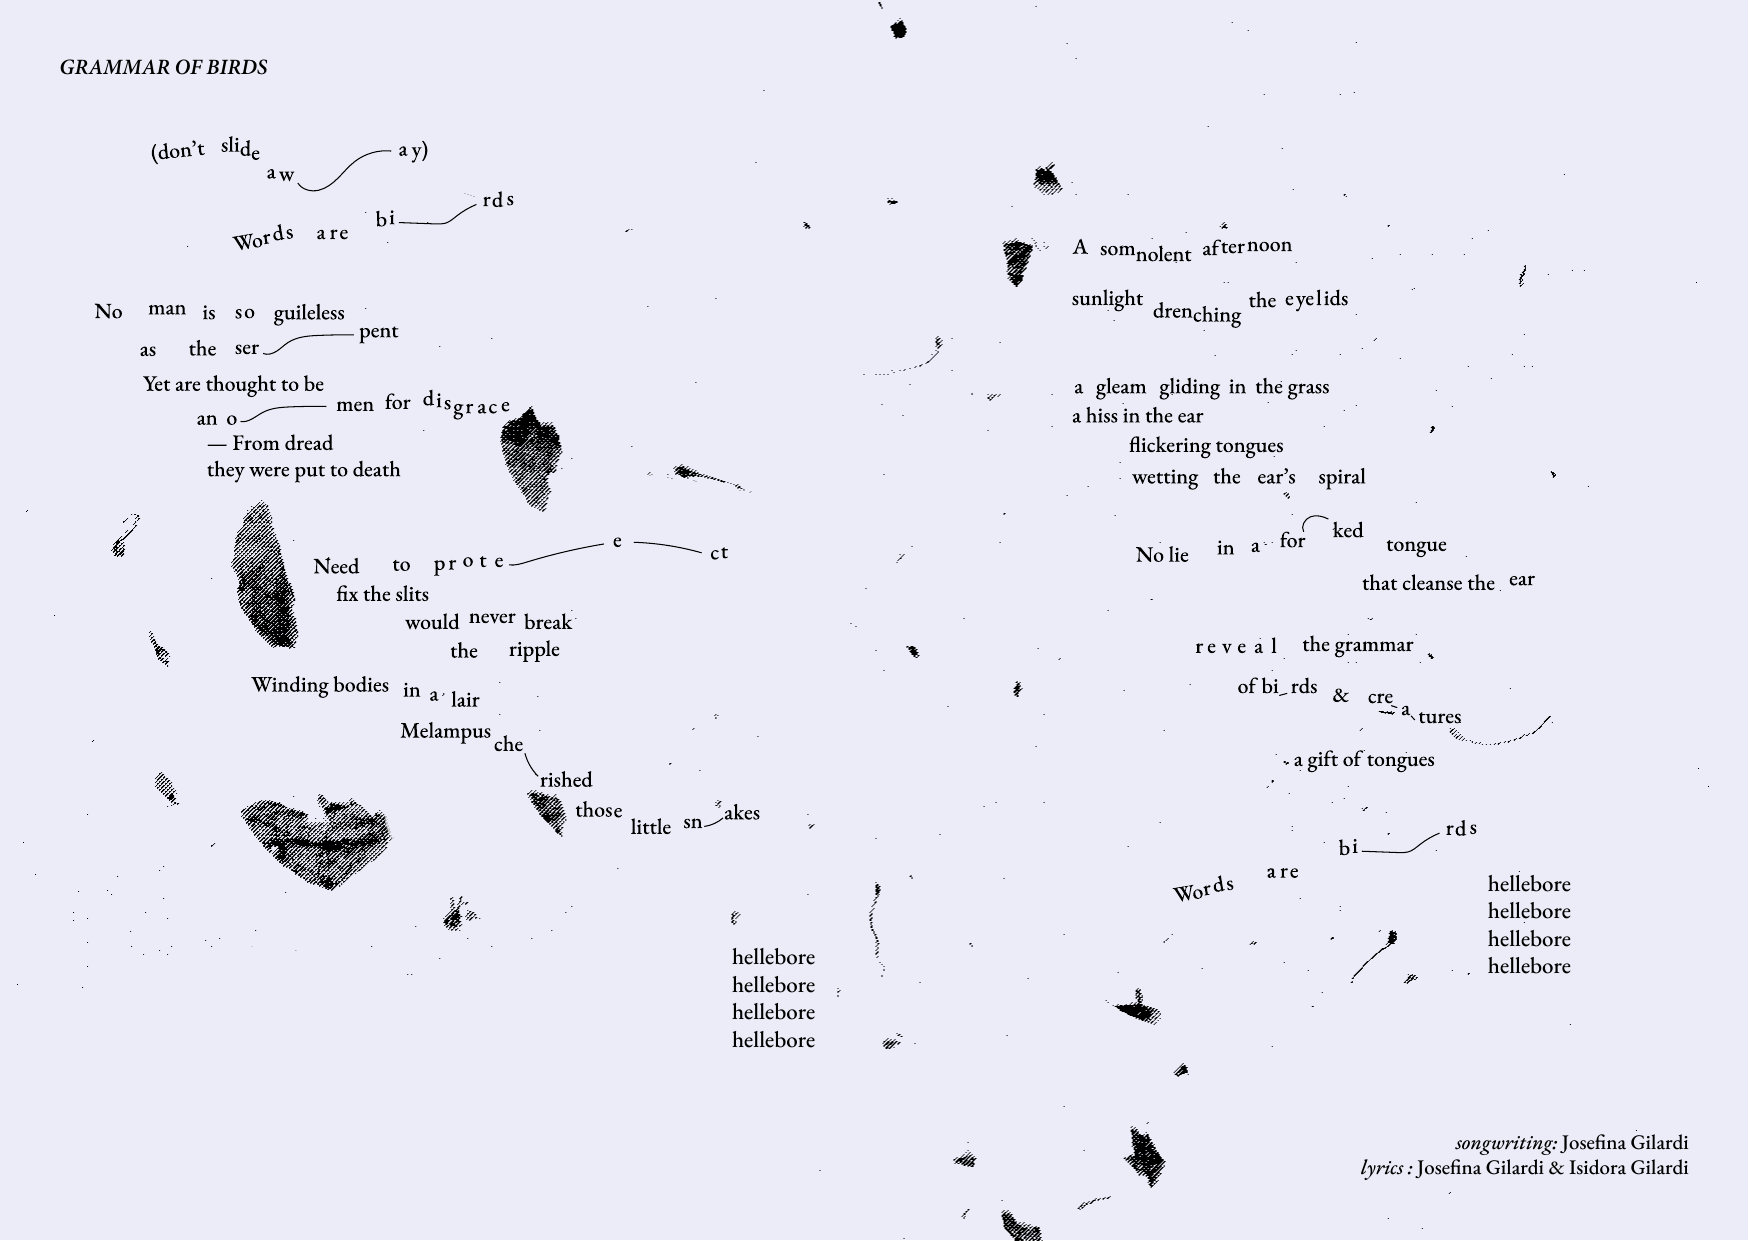 GRAMMAR OF BIRDS
(don't slide
aw ay)
Words are bi rds
No man is so guileless
as the ser pent
Yet are thought to be
an o men for disgrace
— From dread
they were put to death
Need to prote e ct
fix the slits
would never break
the ripple
Winding bodies in a lair
Melampus che
rished
those little sn akes
hellebore
hellebore
hellebore
hellebore
A somnolent afternoon
sunlight drenching the eyelids
a gleam gliding in the grass
a hiss in the ear
flickering tongues
wetting the ear's spiral
No lie in a for ked tongue
that cleanse the ear
reveal the grammar
of bi rds & cre a tures
a gift of tongues
Words are bi rds
hellebore
hellebore
hellebore
hellebore
songwriting: Josefina Gilardi
lyrics : Josefina Gilardi & Isidora Gilardi